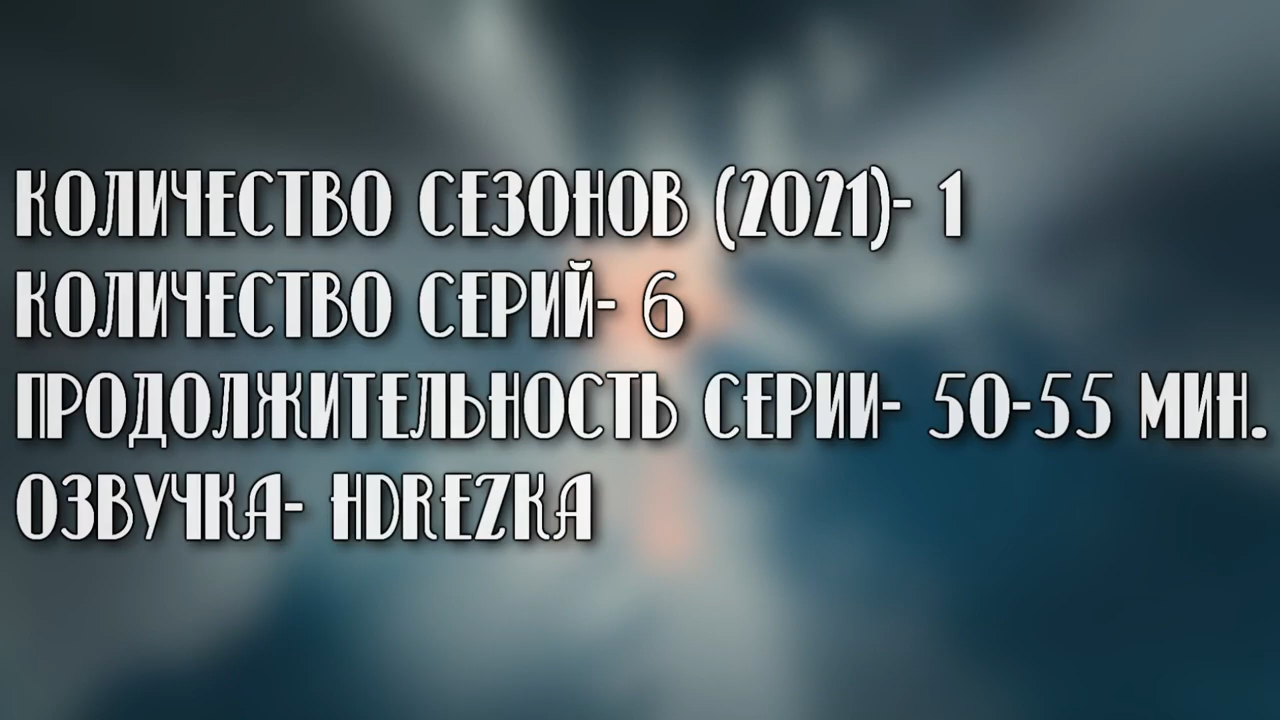 КОЛИЧЕСТВО СЕЗОНОВ (2021)- 1
КОЛИЧЕСТВО СЕРИЙ- 6
ПРОДОЛЖИТЕЛЬНОСТЬ СЕРИИ- 50-55 МИН.
ОЗВУЧКА- HDREZKA